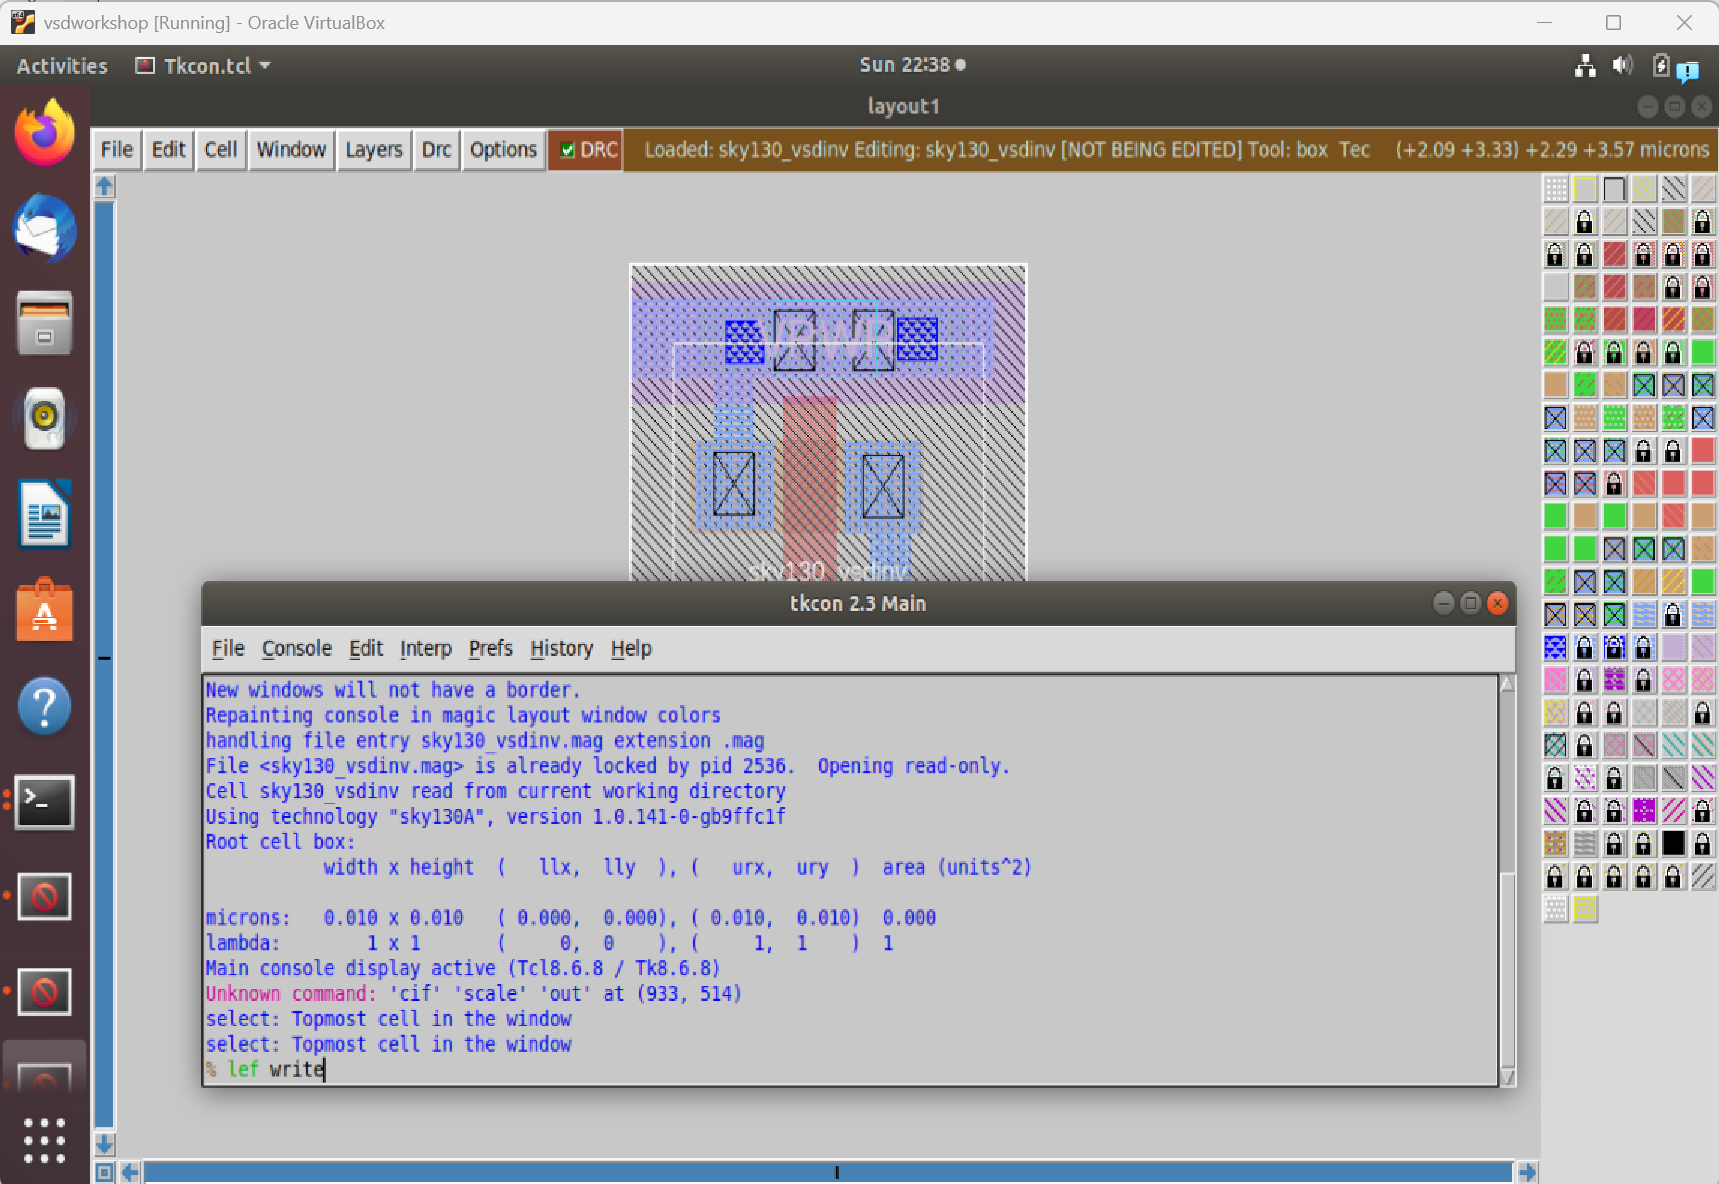 vsdworkshop [Running] - Oracle VirtualBox
Activities Tkcon.tcl Sun 22:38
layout1
File Edit Cell Window Layers Drc Options DRC Loaded: sky130_vsdinv Editing: sky130_vsdinv [NOT BEING EDITED] Tool: box Tec (+2.09 +3.33) +2.29 +3.57 microns
VPWR
sky130_vsdinv
tkcon 2.3 Main
File Console Edit Interp Prefs History Help
New windows will not have a border.
Repainting console in magic layout window colors
handling file entry sky130_vsdinv.mag extension .mag
File <sky130_vsdinv.mag> is already locked by pid 2536.  Opening read-only.
Cell sky130_vsdinv read from current working directory
Using technology "sky130A", version 1.0.141-0-gb9ffc1f
Root cell box:
width x height ( llx, lly ), ( urx, ury ) area (units^2)
microns: 0.010 x 0.010 ( 0.000, 0.000), ( 0.010, 0.010) 0.000
lambda: 1 x 1 ( 0, 0 ), ( 1, 1 ) 1
Main console display active (Tcl8.6.8 / Tk8.6.8)
Unknown command: 'cif' 'scale' 'out' at (933, 514)
select: Topmost cell in the window
select: Topmost cell in the window
% lef write